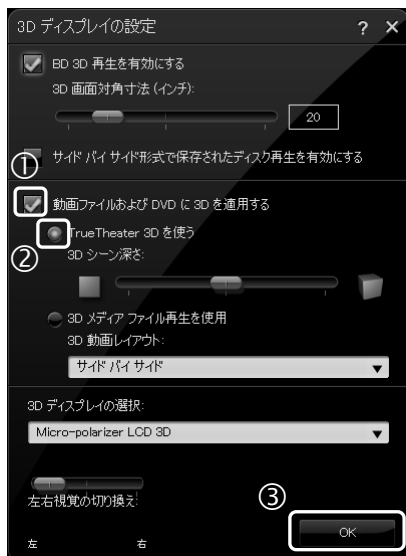 3D ディスプレイの設定 ? ×
BD 3D 再生を有効にする
3D 画面対角寸法 (インチ):
20
①
サイド バイ サイド形式で保存されたディスク再生を有効にする
動画ファイルおよび DVD に 3D を適用する
②
TrueTheater 3D を使う
3D シーン深さ:
3D メディア ファイル再生を使用
3D 動画レイアウト:
サイド バイ サイド
3D ディスプレイの選択:
Micro-polarizer LCD 3D
左右視覚の切り換え:
③
左 右
OK